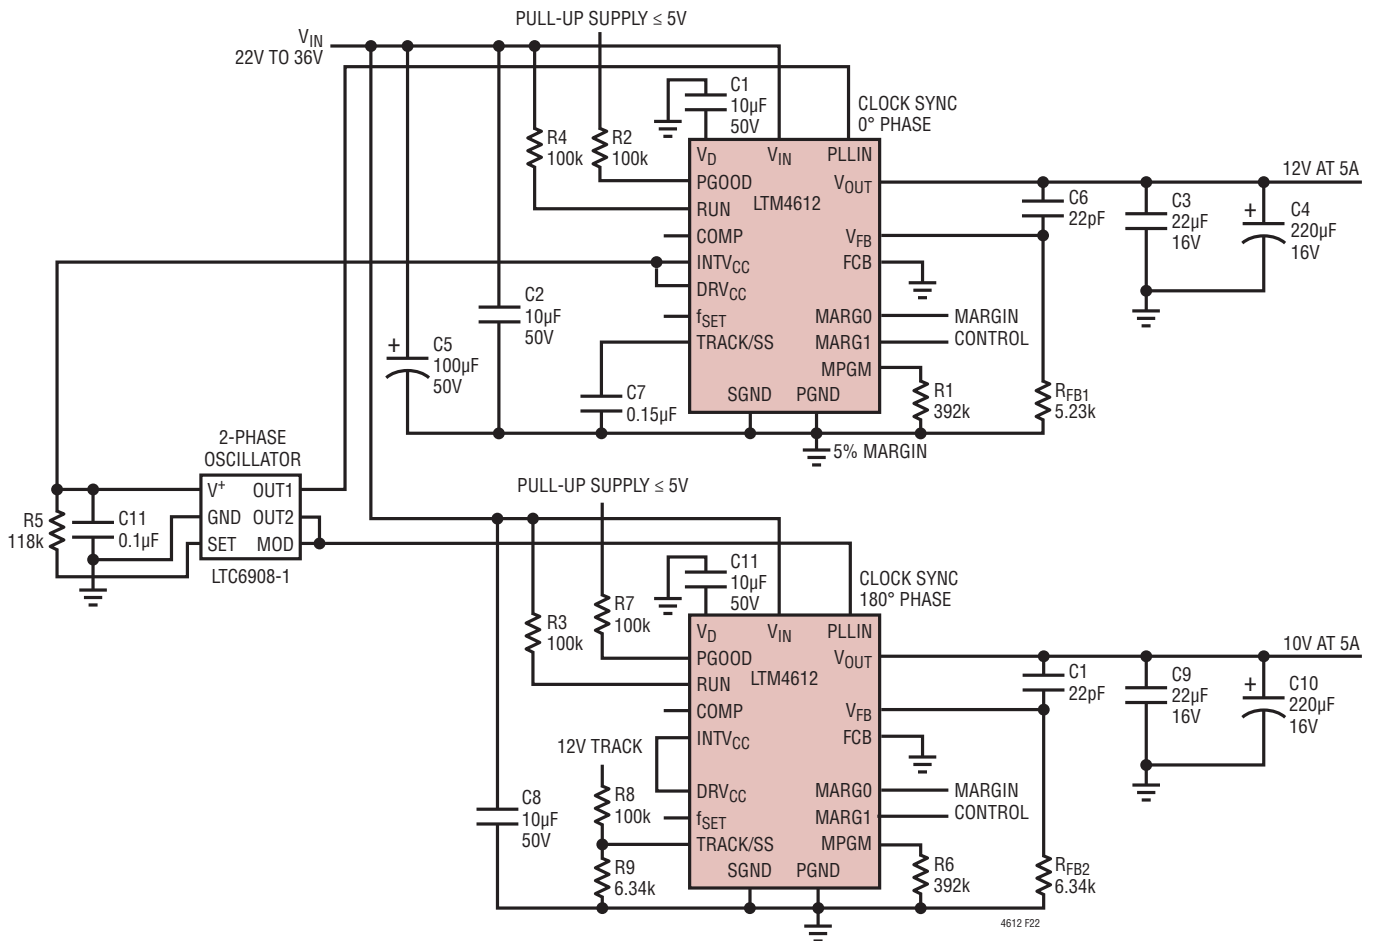 PULL-UP SUPPLY ≤ 5V
VIN
22V TO 36V
C1
10µF
50V
CLOCK SYNC
0° PHASE
R4
100k
R2
100k
VD
VIN
PLLIN
PGOOD
VOUT
LTM4612
RUN
COMP
VFB
INTVCC
FCB
DRVCC
fSET
MARG0
TRACK/SS
MARG1
MPGM
SGND
PGND
MARGIN
CONTROL
12V AT 5A
C6
22pF
C3
22µF
16V
+
C4
220µF
16V
C2
10µF
50V
+
C5
100µF
50V
C7
0.15µF
R1
392k
RFB1
5.23k
5% MARGIN
2-PHASE
OSCILLATOR
V+
OUT1
GND
OUT2
SET
MOD
LTC6908-1
R5
118k
C11
0.1µF
PULL-UP SUPPLY ≤ 5V
C11
10µF
50V
CLOCK SYNC
180° PHASE
R3
100k
R7
100k
VD
VIN
PLLIN
PGOOD
VOUT
LTM4612
RUN
COMP
VFB
INTVCC
FCB
DRVCC
MARG0
fSET
MARG1
TRACK/SS
MPGM
SGND
PGND
MARGIN
CONTROL
10V AT 5A
C1
22pF
C9
22µF
16V
+
C10
220µF
16V
12V TRACK
R8
100k
C8
10µF
50V
R9
6.34k
R6
392k
RFB2
6.34k
4612 F22